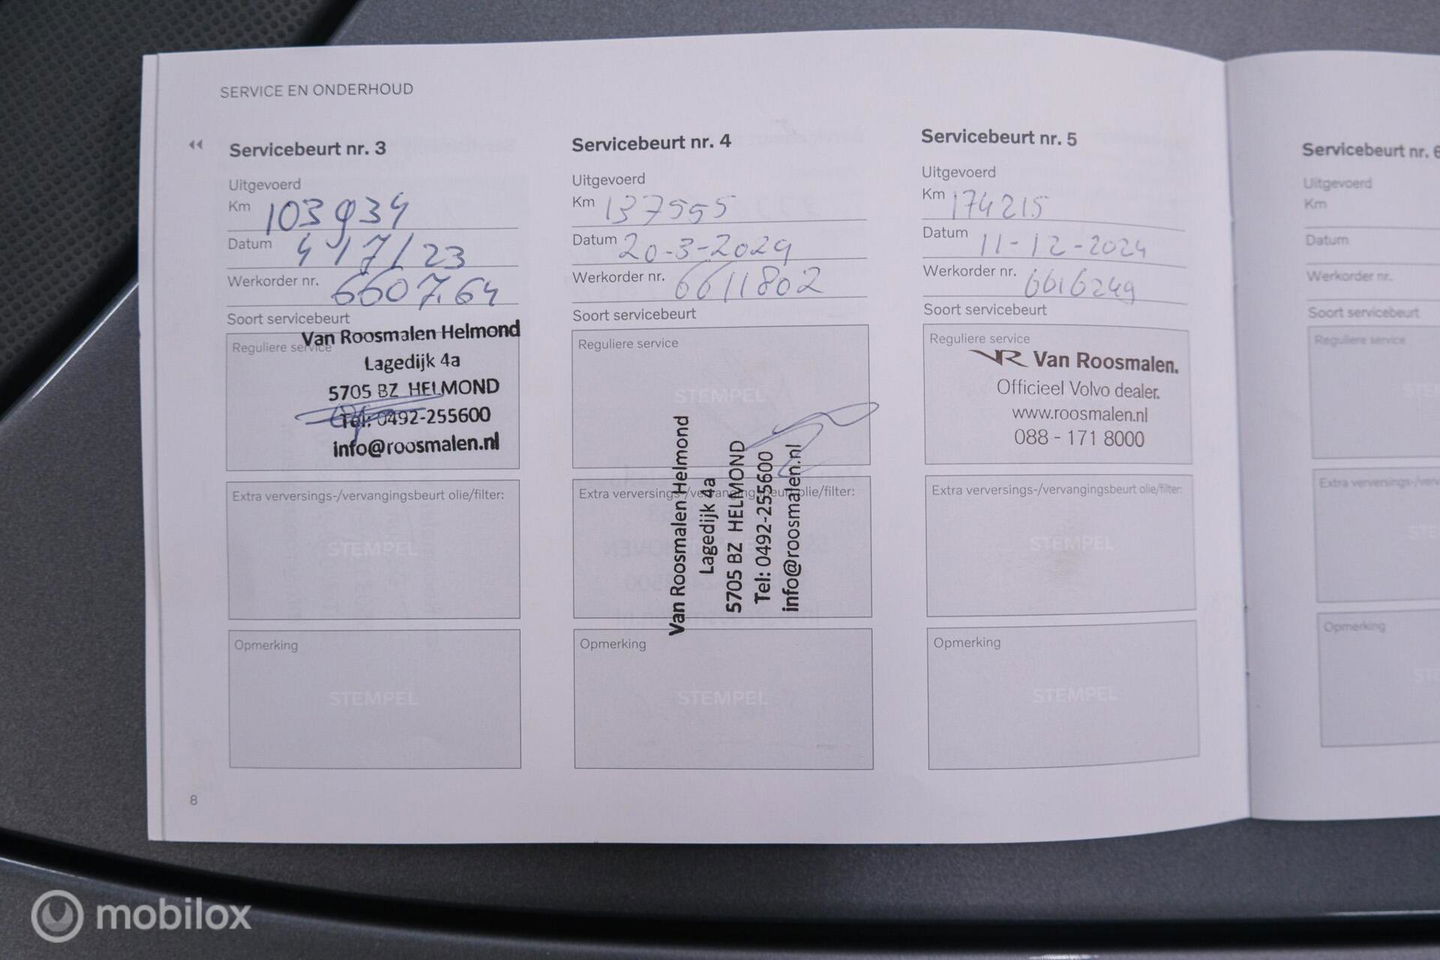 SERVICE EN ONDERHOUD
Servicebeurt nr. 3
Uitgevoerd
Km 103934
Datum 4/7/23
Werkorder nr. 6607.64
Soort servicebeurt
Reguliere service
Van Roosmalen Helmond
Lagedijk 4a
5705 BZ HELMOND
Tel: 0492-255600
info@roosmalen.nl
Extra verversings-/vervangingsbeurt olie/filter:
STEMPEL
Opmerking
STEMPEL
8
Servicebeurt nr. 4
Uitgevoerd
Km 137555
Datum 20-3-2024
Werkorder nr. 6611802
Soort servicebeurt
Reguliere service
STEMPEL
Van Roosmalen Helmond
Lagedijk 4a
5705 BZ HELMOND
Tel: 0492-255600
info@roosmalen.nl
Extra verversings-/vervangingsbeurt olie/filter:
Opmerking
STEMPEL
Servicebeurt nr. 5
Uitgevoerd
Km 174215
Datum 11-12-2024
Werkorder nr. 6616249
Soort servicebeurt
Reguliere service
VR Van Roosmalen.
Officieel Volvo dealer.
www.roosmalen.nl
088 - 171 8000
Extra verversings-/vervangingsbeurt olie/filter:
STEMPEL
Opmerking
STEMPEL
Servicebeurt nr. 6
Uitgevoerd
Km
Datum
Werkorder nr.
Soort servicebeurt
Reguliere service
Opmerking
mobilox